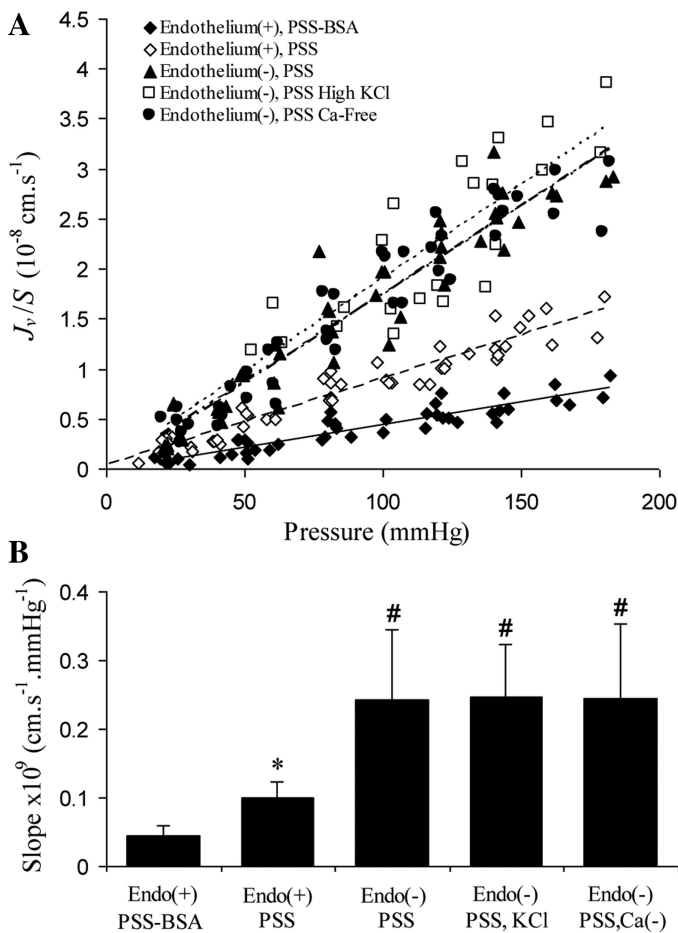 A
4.5
4
3.5
3
2.5
2
1.5
1
0.5
0
Jv/S (10-8 cm.s-1)
Endothelium(+), PSS-BSA
Endothelium(+), PSS
Endothelium(-), PSS
Endothelium(-), PSS High KCl
Endothelium(-), PSS Ca-Free
0 50 100 150 200
Pressure (mmHg)
B
0.4
0.3
0.2
0.1
0
Slope x10⁹ (cm.s⁻¹.mmHg⁻¹)
*
#
#
#
Endo(+) Endo(+) Endo(-) Endo(-) Endo(-)
PSS-BSA PSS PSS PSS, KCl PSS,Ca(-)